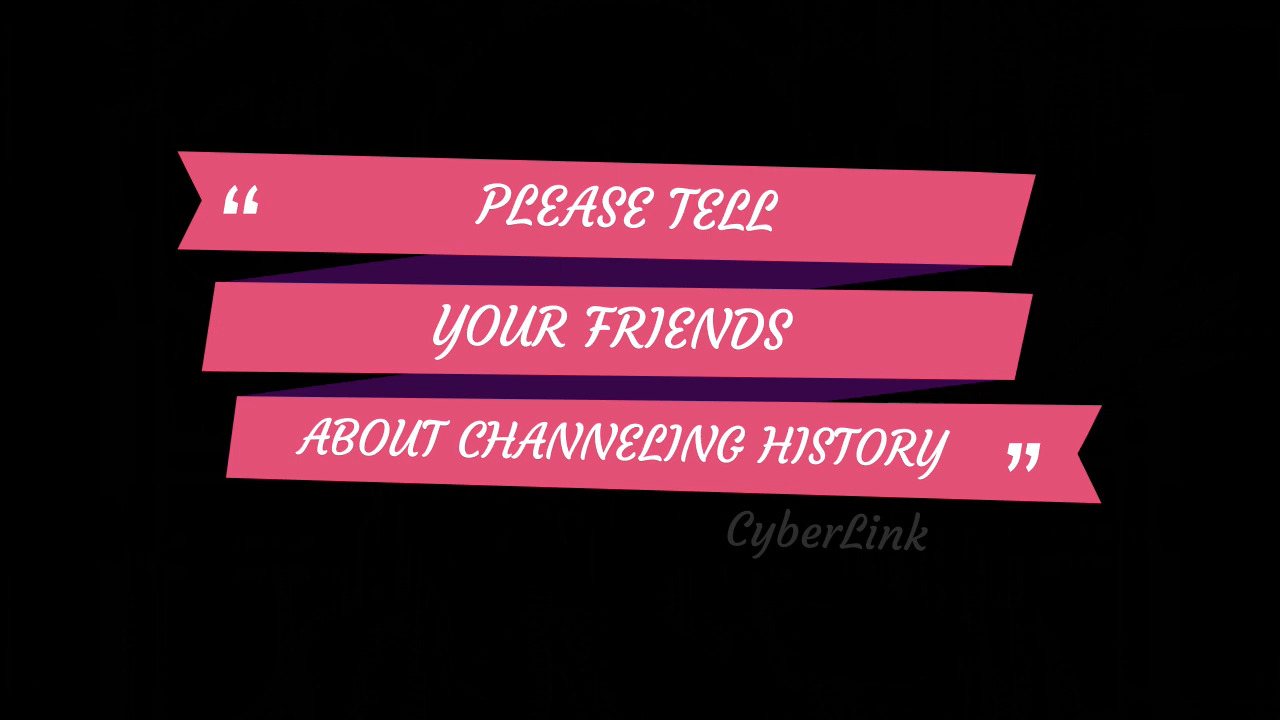 “ PLEASE TELL
YOUR FRIENDS
ABOUT CHANNELING HISTORY ”
CyberLink